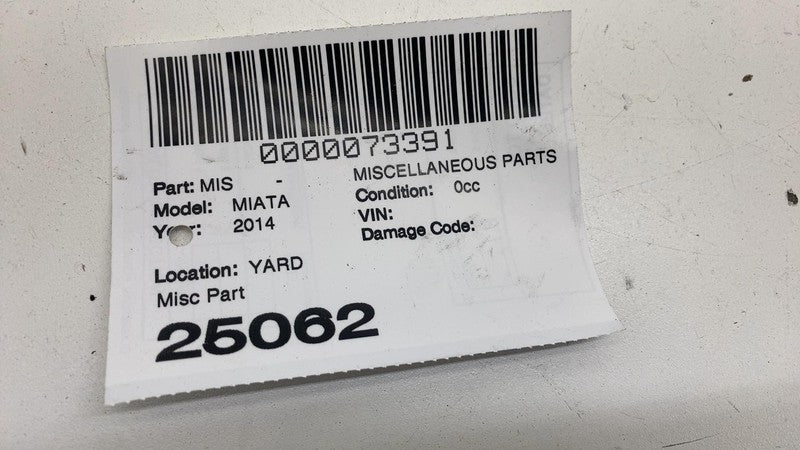 0000073391
Part: MIS - MISCELLANEOUS PARTS
Model: MIATA Condition: 0cc
Year: 2014 VIN:
Damage Code:
Location: YARD
Misc Part
25062